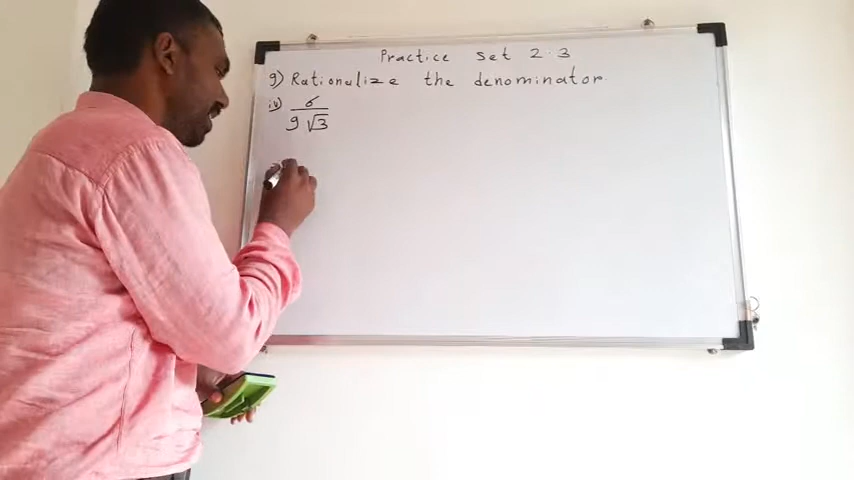 Practice set 2.3
9) Rationalize the denominator.
iv) 6
9 √3